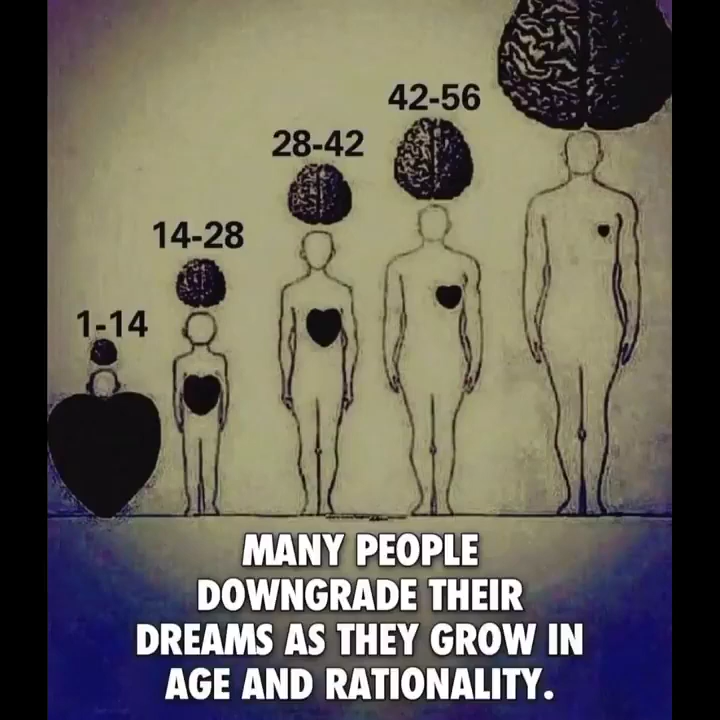 42-56
28-42
14-28
1-14
MANY PEOPLE
DOWNGRADE THEIR
DREAMS AS THEY GROW IN
AGE AND RATIONALITY.